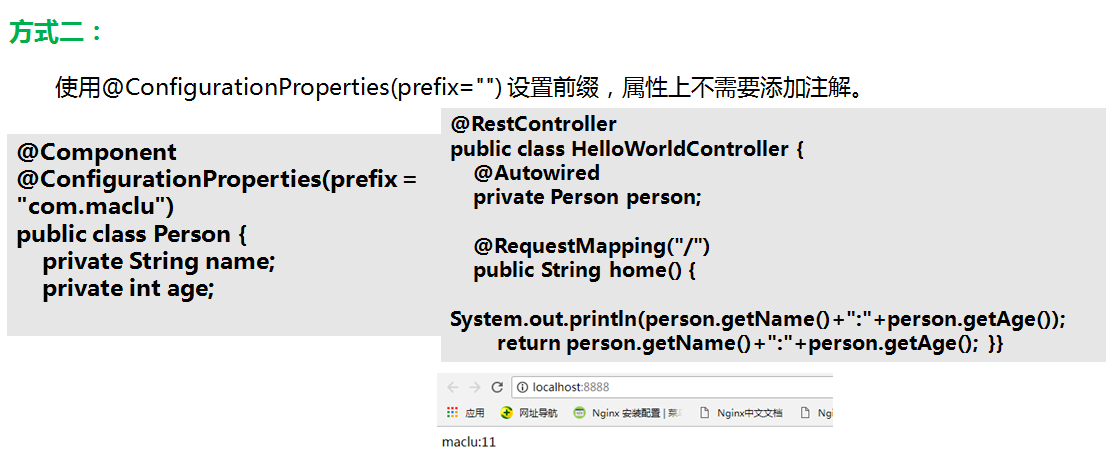 方式二：
使用@ConfigurationProperties(prefix="") 设置前缀，属性上不需要添加注解。
@Component
@ConfigurationProperties(prefix =
"com.maclu")
public class Person {
private String name;
private int age;
@RestController
public class HelloWorldController {
@Autowired
private Person person;
@RequestMapping("/")
public String home() {
System.out.println(person.getName()+":"+person.getAge());
return person.getName()+":"+person.getAge(); }}
localhost:8888
应用 网址导航 Nginx 安装配置 | 菜 Nginx中文文档 Ngi
maclu:11